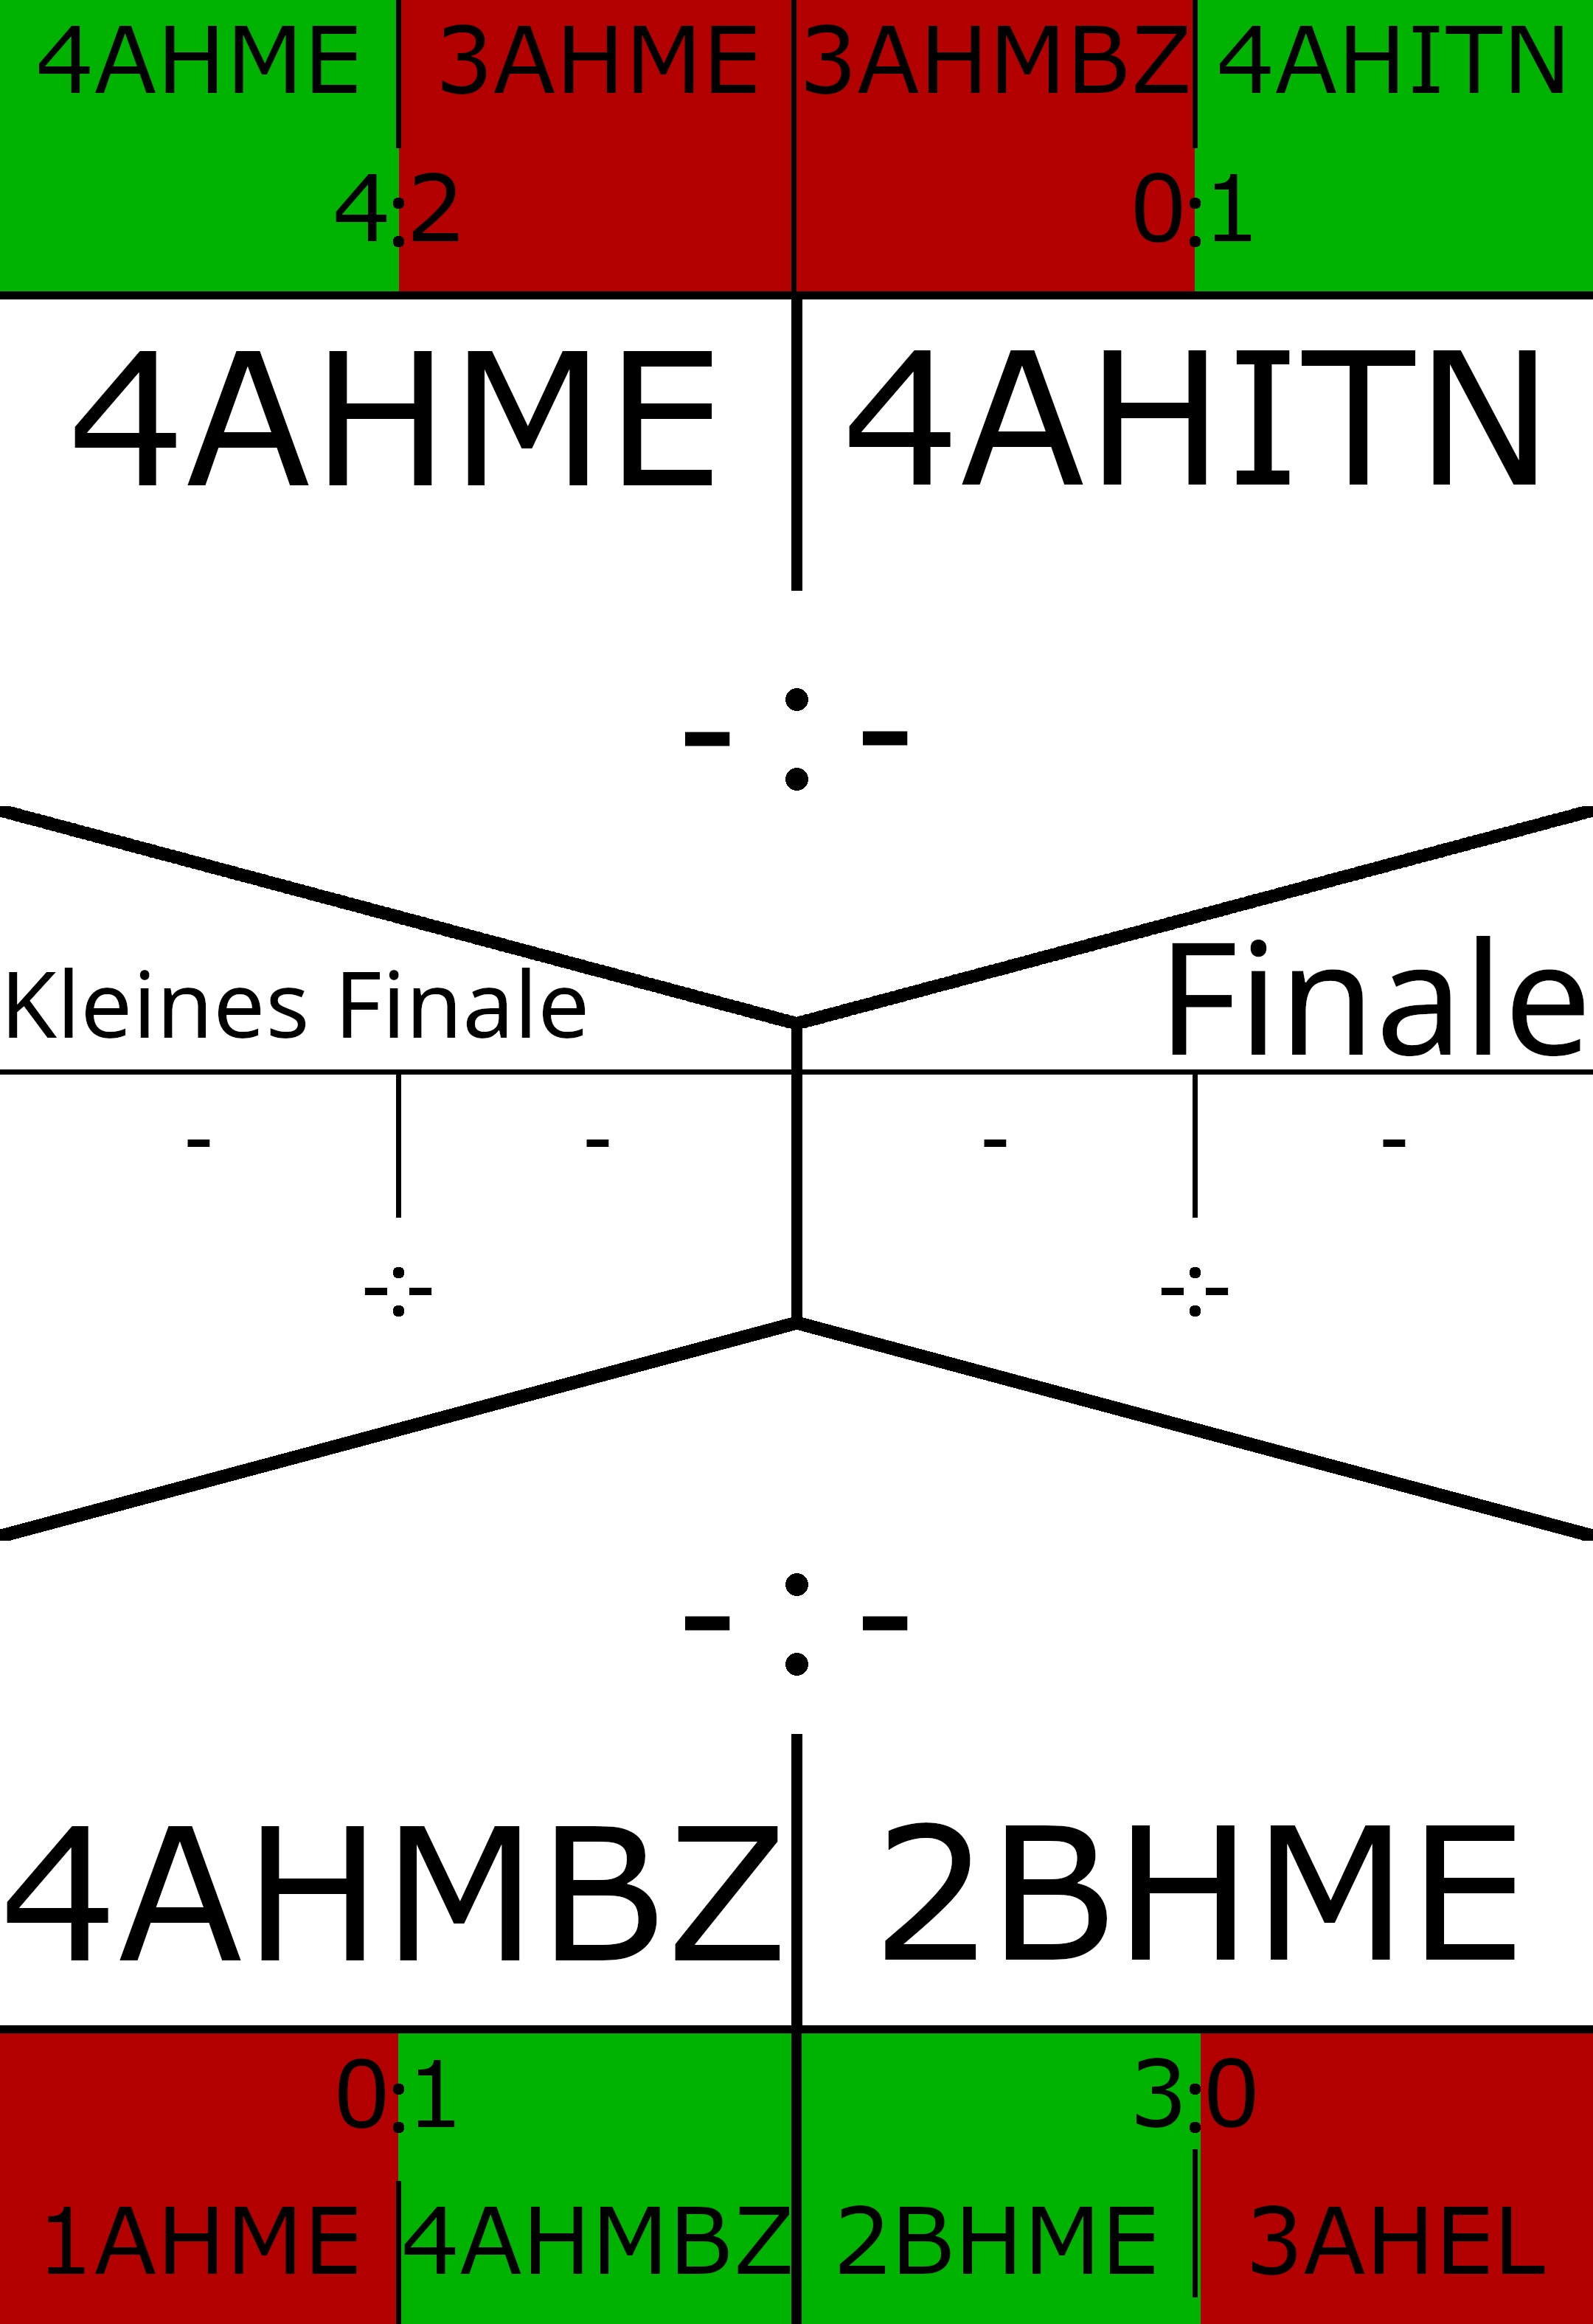 4AHME 3AHME 3AHMBZ 4AHITN
4:2 0:1
4AHME 4AHITN
- : -
Kleines Finale Finale
- - - -
-:- -:-
- : -
4AHMBZ 2BHME
0:1 3:0
1AHME 4AHMBZ 2BHME 3AHEL